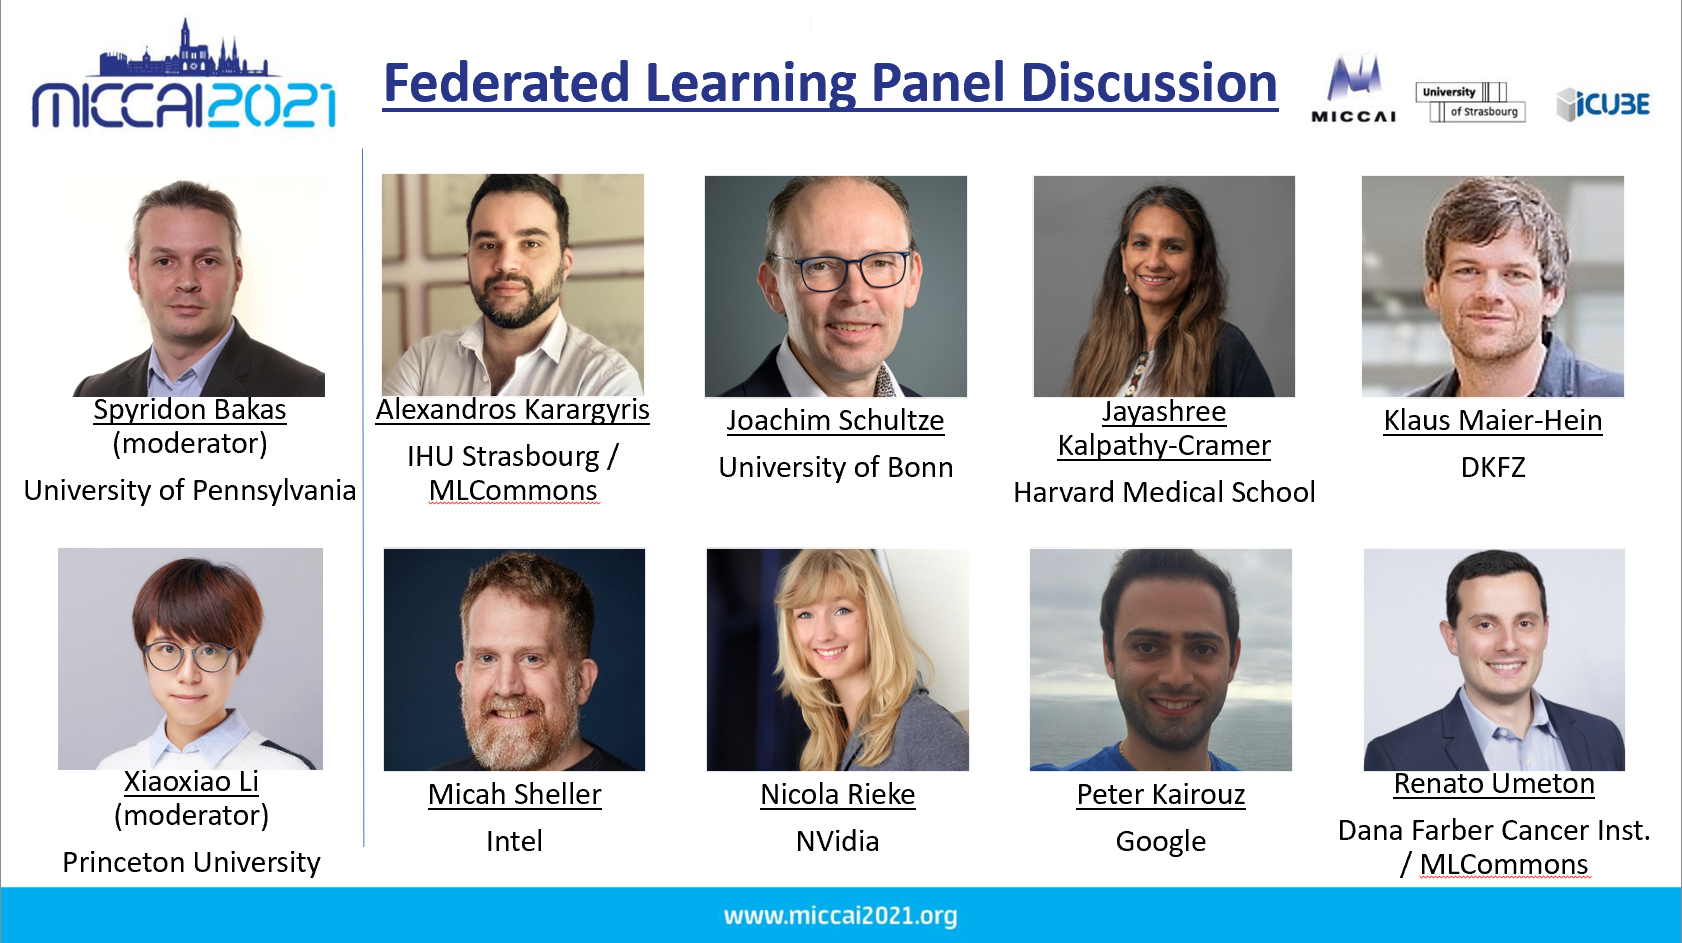 MICCAI2021
Federated Learning Panel Discussion
MICCAI
University
of Strasbourg
iCUBE
Spyridon Bakas
(moderator)
University of Pennsylvania
Alexandros Karargyris
IHU Strasbourg /
MLCommons
Joachim Schultze
University of Bonn
Jayashree
Kalpathy-Cramer
Harvard Medical School
Klaus Maier-Hein
DKFZ
Xiaoxiao Li
(moderator)
Princeton University
Micah Sheller
Intel
Nicola Rieke
NVidia
Peter Kairouz
Google
Renato Umeton
Dana Farber Cancer Inst.
/ MLCommons
www.miccai2021.org